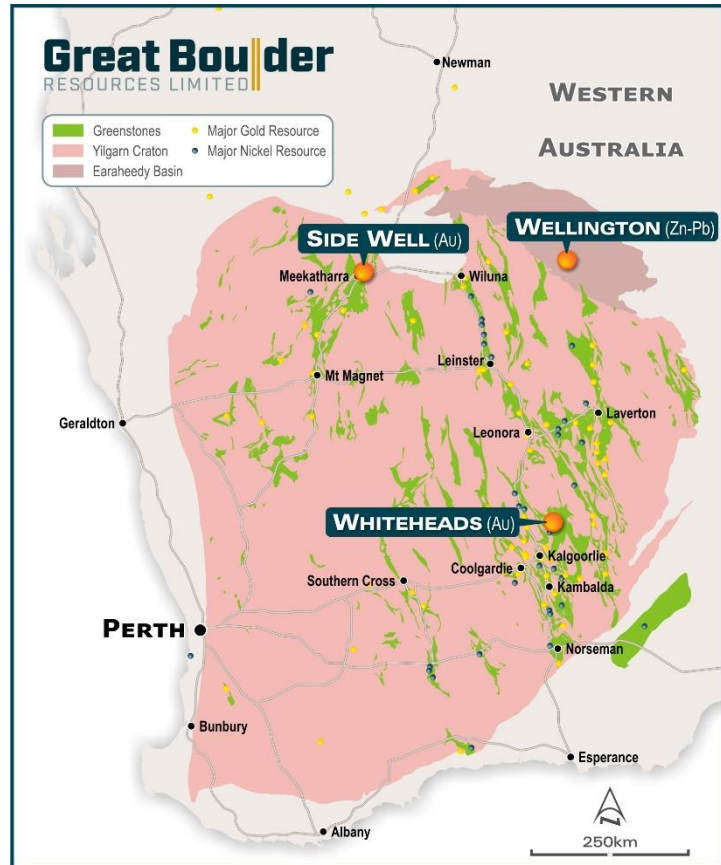 Great Boulder
RESOURCES LIMITED
Newman
WESTERN
AUSTRALIA
Greenstones
Major Gold Resource
Yilgarn Craton
Major Nickel Resource
Earaheedy Basin
SIDE WELL (Au)
WELLINGTON (Zn-Pb)
Meekatharra
Wiluna
Leinster
Mt Magnet
Geraldton
Laverton
Leonora
WHITEHEADS (Au)
Kalgoorlie
Coolgardie
Southern Cross
Kambalda
PERTH
Norseman
Bunbury
Esperance
N
Albany
250km